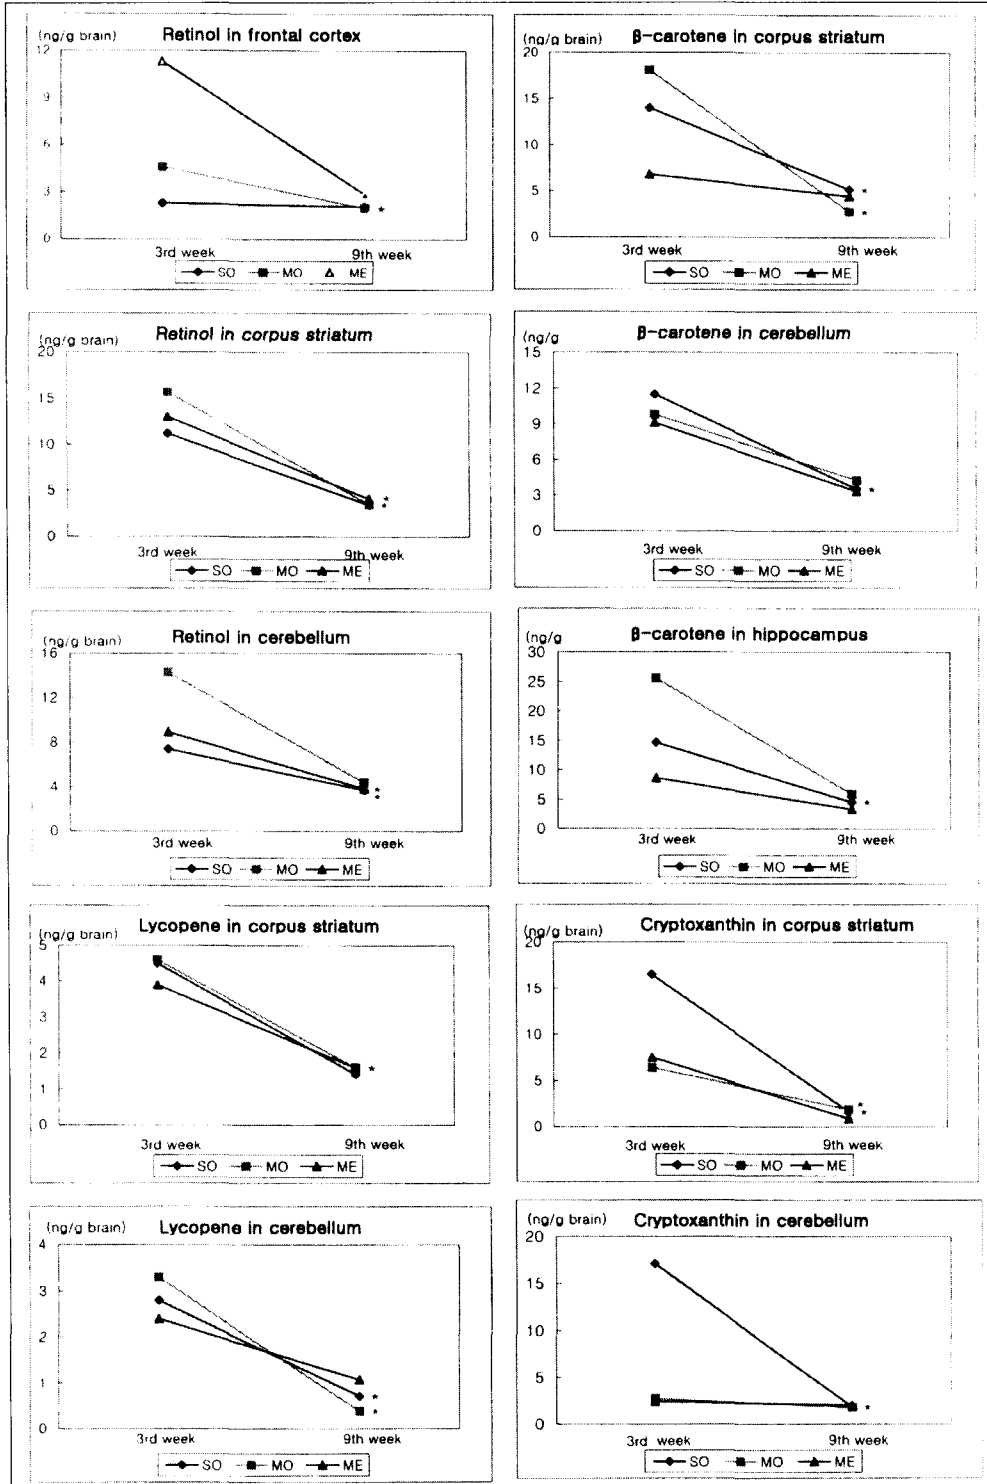 (ng/g brain) Retinol in frontal cortex
12
9
6
3
0
3rd week 9th week
SO MO ME *
(ng/g brain) β-carotene in corpus striatum
20
15
10
5 *
*
0
3rd week 9th week
SO MO ME
(ng/g brain) Retinol in corpus striatum
20
15
10
5 *
*
0
3rd week 9th week
SO MO ME
(ng/g β-carotene in cerebellum
15
12
9
6
3 *
0
3rd week 9th week
SO MO ME
(ng/g brain) Retinol in cerebellum
16
12
8
4 *
*
0
3rd week 9th week
SO MO ME
(ng/g β-carotene in hippocampus
30
25
20
15
10
5 *
0
3rd week 9th week
SO MO ME
(ng/g brain) Lycopene in corpus striatum
5
4
3
2
*
1
0
3rd week 9th week
SO MO ME
(ng/g brain) Cryptoxanthin in corpus striatum
20
15
10
5
*
*
0
3rd week 9th week
SO MO ME
(ng/g brain) Lycopene in cerebellum
4
3
2
1
*
*
0
3rd week 9th week
SO MO ME
(ng/g brain) Cryptoxanthin in cerebellum
20
15
10
5
*
0
3rd week 9th week
SO MO ME